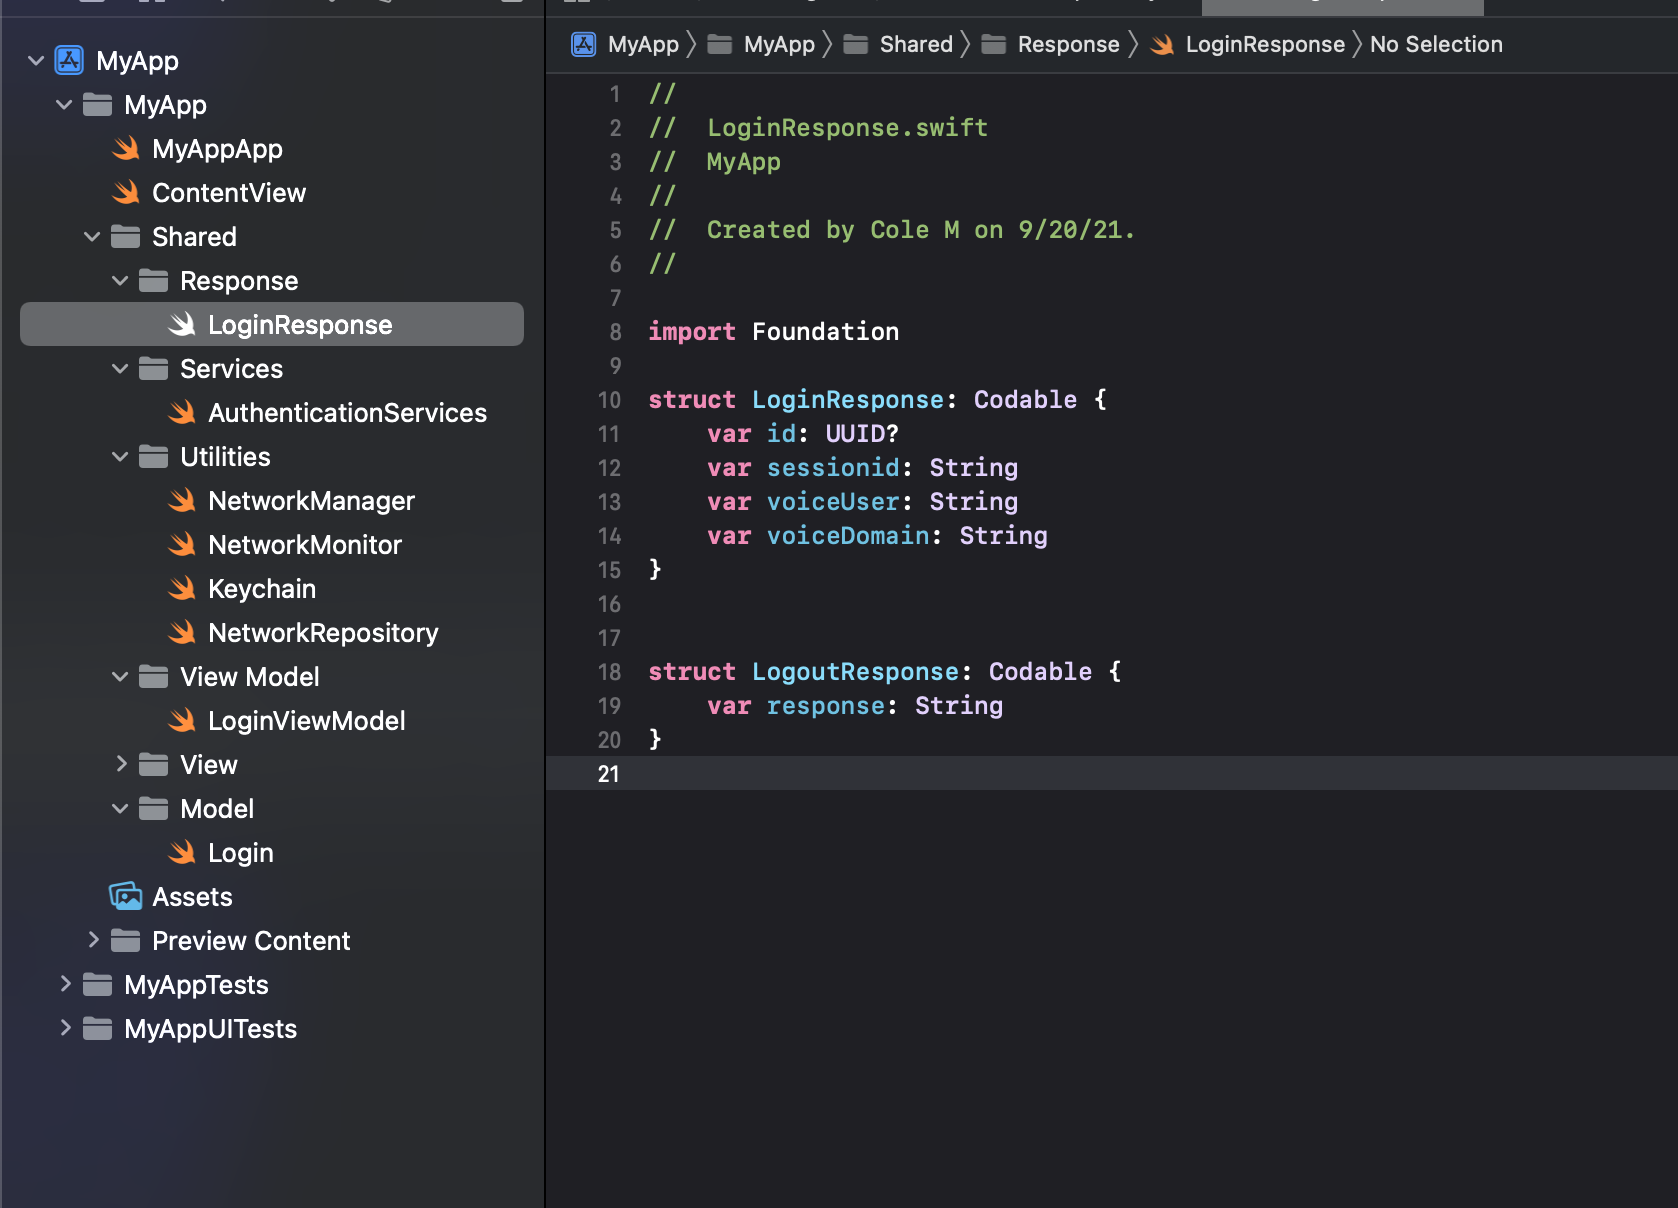 MyApp
MyApp
MyAppApp
ContentView
Shared
Response
LoginResponse
Services
AuthenticationServices
Utilities
NetworkManager
NetworkMonitor
Keychain
NetworkRepository
View Model
LoginViewModel
View
Model
Login
Assets
Preview Content
MyAppTests
MyAppUITests
MyApp MyApp Shared Response LoginResponse No Selection
1 //
2 //  LoginResponse.swift
3 //  MyApp
4 //
5 //  Created by Cole M on 9/20/21.
6 //
7
8 import Foundation
9
10 struct LoginResponse: Codable {
11     var id: UUID?
12     var sessionid: String
13     var voiceUser: String
14     var voiceDomain: String
15 }
16
17
18 struct LogoutResponse: Codable {
19     var response: String
20 }
21